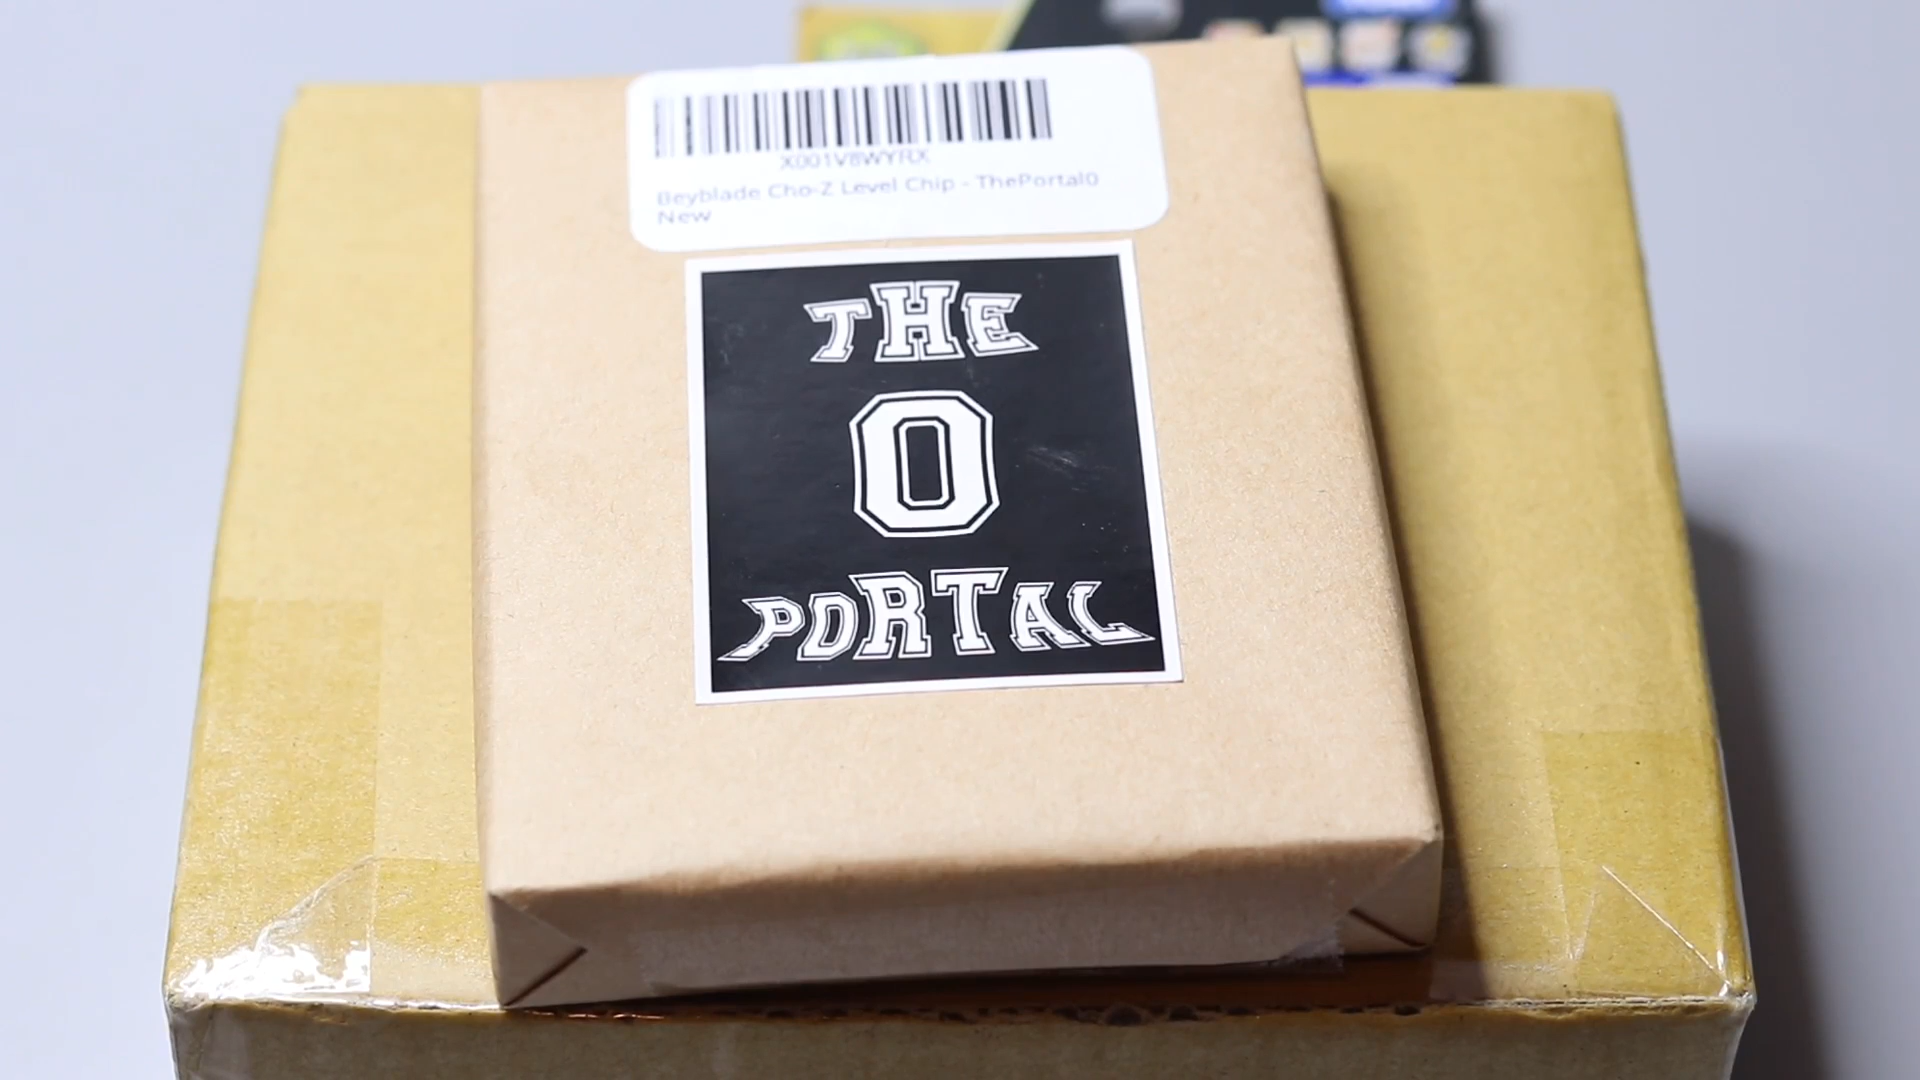 X001V8WYRX
Beyblade Cho-Z Level Chip - ThePortal0
New
THE
0
PORTAL